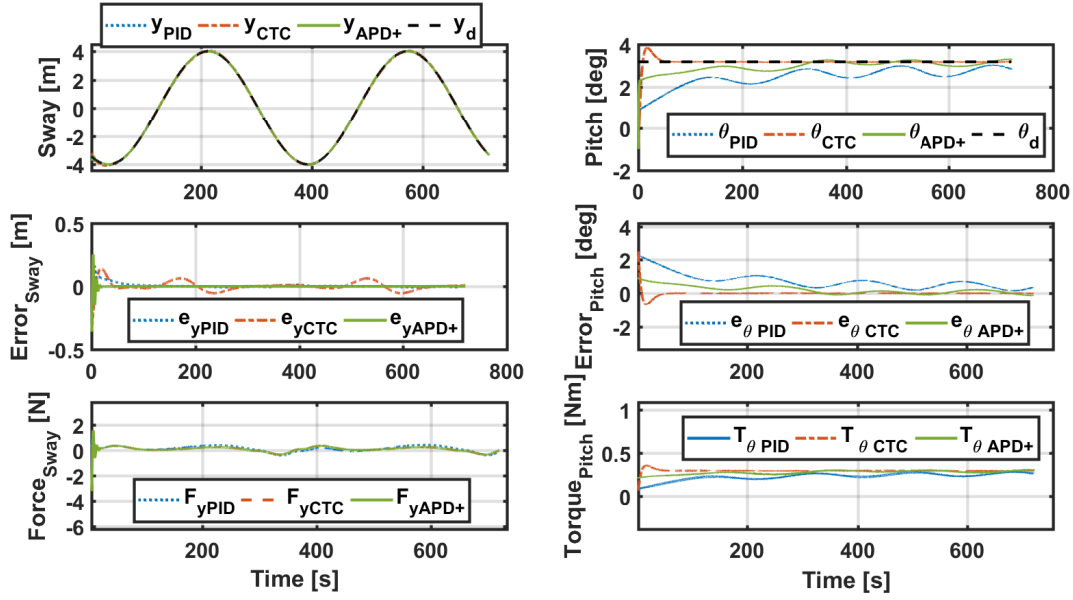 y_PID y_CTC y_APD+ y_d
Sway [m]
4
2
0
-2
-4
200 400 600
Pitch [deg]
4
2
0
-2
θ_PID θ_CTC θ_APD+ θ_d
0 200 400 600 800
Error_Sway [m]
0.5
0
-0.5
e_yPID e_yCTC e_yAPD+
0 200 400 600 800
Error_Pitch [deg]
4
2
0
-2
e_θ PID e_θ CTC e_θ APD+
200 400 600
Force_Sway [N]
2
0
-2
-4
-6
F_yPID F_yCTC F_yAPD+
200 400 600
Time [s]
Torque_Pitch [Nm]
1
0.5
0
T_θ PID T_θ CTC T_θ APD+
200 400 600
Time [s]